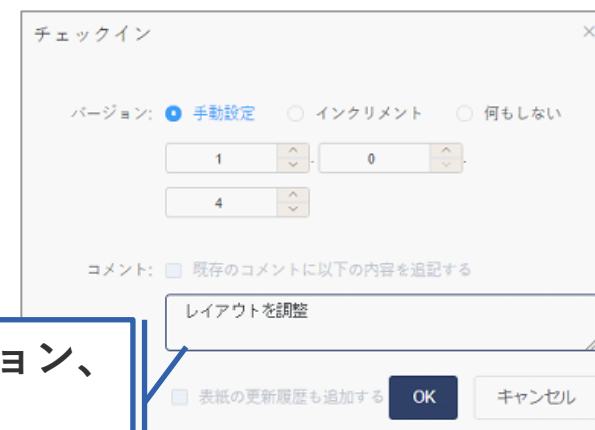 チェックイン ×
バージョン: 手動設定 インクリメント 何もしない
1 . 0 .
4
コメント: 既存のコメントに以下の内容を追記する
レイアウトを調整
ョン、
表紙の更新履歴も追加する OK キャンセル